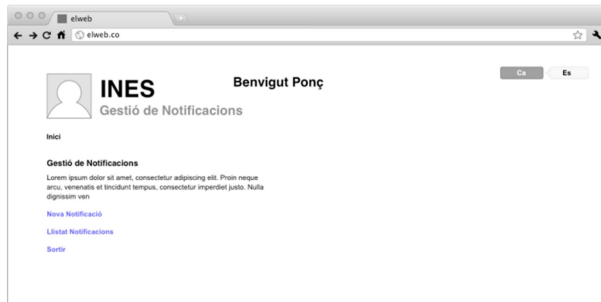 elweb
elweb.co
INES
Benvigut Ponç
Ca
Es
Gestió de Notificacions
Inici
Gestió de Notificacions
Lorem ipsum dolor sit amet, consectetur adipiscing elit. Proin neque
arcu, venenatis et tincidunt tempus, consectetur imperdiet justo. Nulla
dignissim ven
Nova Notificació
Llistat Notificacions
Sortir